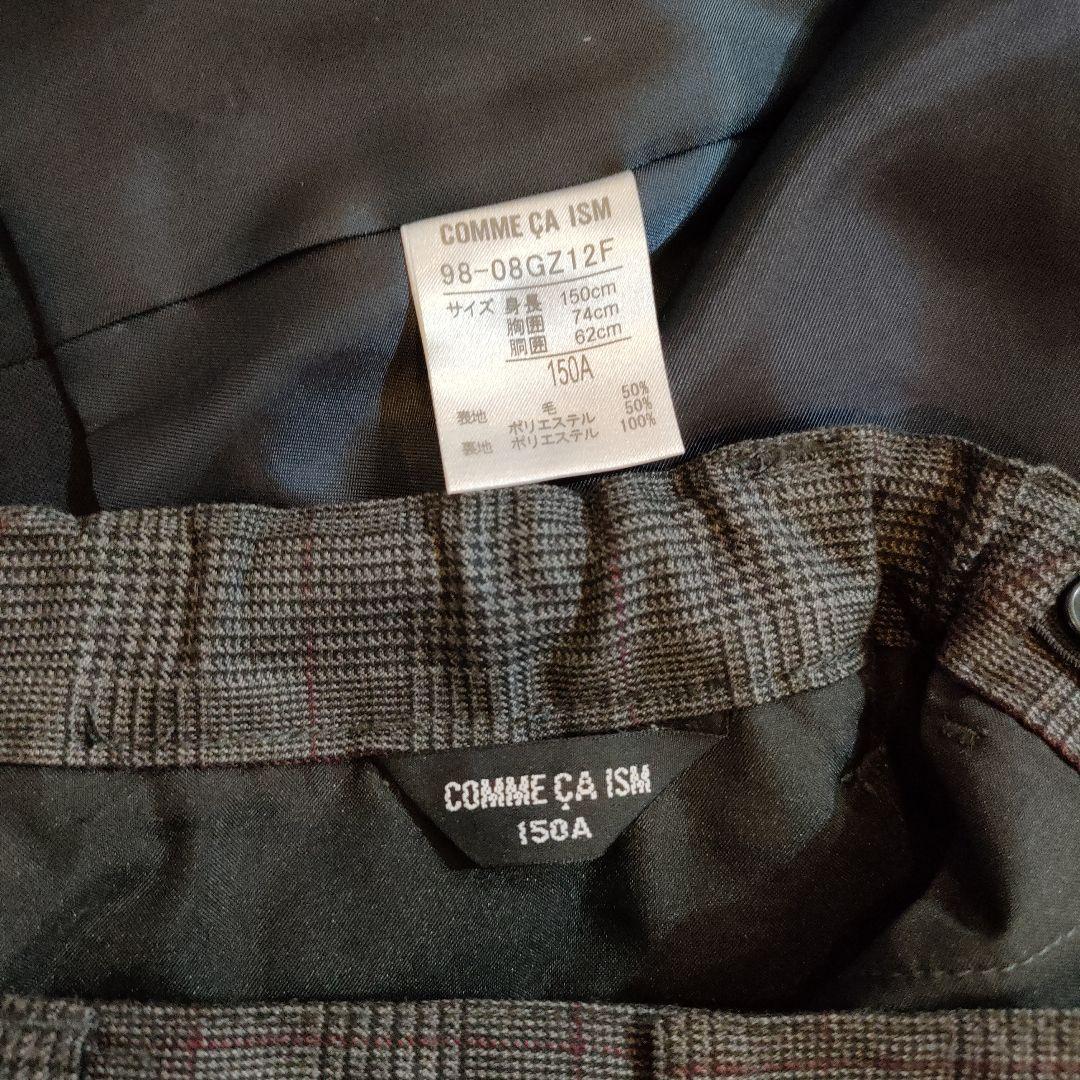 COMME ÇA ISM
98-08GZ12F
サイズ 身長 150cm
胸囲 74cm
胴囲 62cm
150A
表地 毛 50%
ポリエステル 50%
裏地 ポリエステル 100%
COMME ÇA ISM
150A